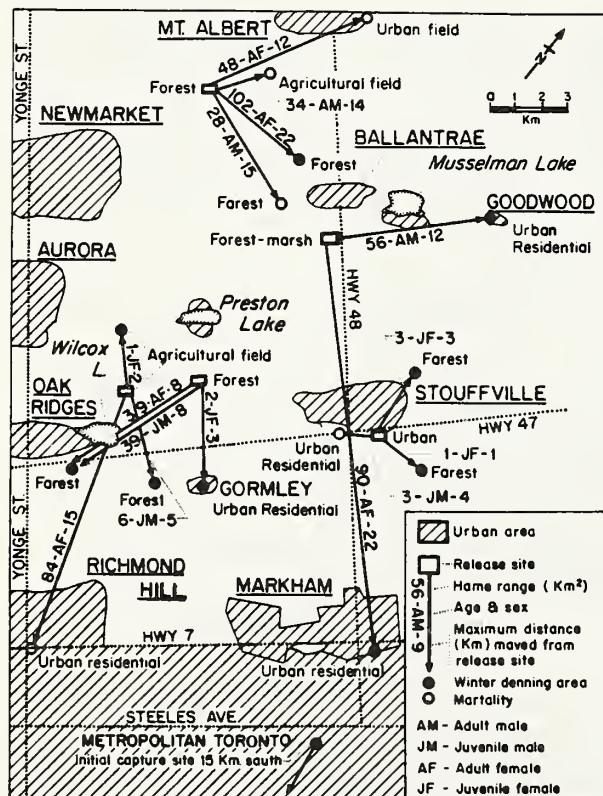 YONGE ST.
MT. ALBERT
Urban field
48-AF-12
Forest
Agricultural field
34-AM-14
102-AF-22
28-AM-15
Forest
Forest
N
0 1 2 3
Km
NEWMARKET
BALLANTRAE
Musselman Lake
GOODWOOD
Urban
Residential
Forest-marsh
56-AM-12
AURORA
HWY 48
Preston
Lake
Wilcox
L.
1-JF-2
Agricultural field
Forest
OAK
RIDGES
39-AF-8
39-JM-8
2-JF-3
3-JF-3
Forest
STOUFFVILLE
HWY 47
Urban
Urban
Residential
1-JF-1
Forest
3-JM-4
Forest
Forest
6-JM-5
GORMLEY
Urban Residential
84-AF-15
90-AF-22
YONGE ST.
RICHMOND
HILL
MARKHAM
HWY 7
Urban residential
Urban residential
STEELES AVE.
METROPOLITAN TORONTO
Initial capture site 15 Km south
Urban area
Release site
Home range (Km²)
Age & sex
Maximum distance
(Km) moved from
release site
56-AM-9
Winter denning area
Mortality
AM - Adult male
JM - Juvenile male
AF - Adult female
JF - Juvenile female